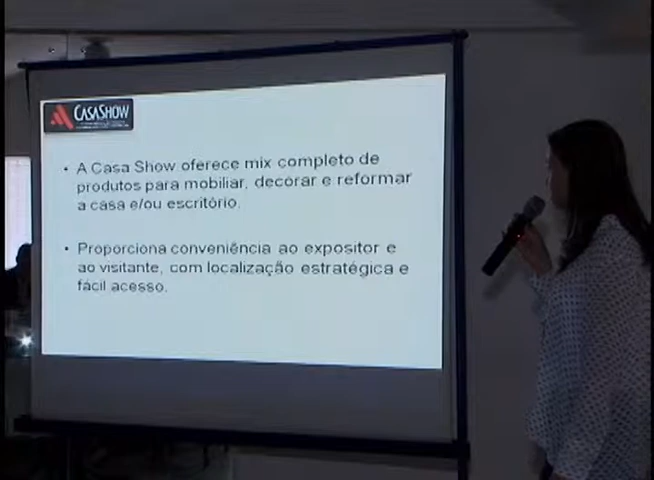 CASASHOW
• A Casa Show oferece mix completo de
produtos para mobiliar, decorar e reformar
a casa e/ou escritório.
• Proporciona conveniência ao expositor e
ao visitante, com localização estratégica e
fácil acesso.